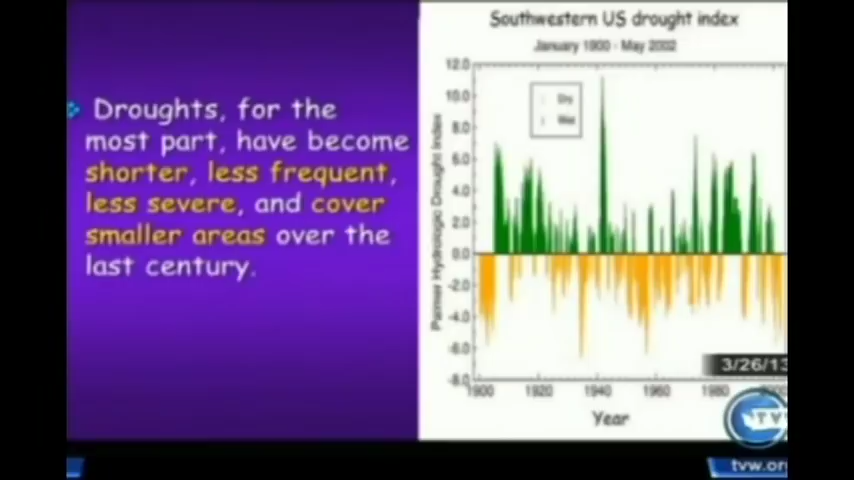 Droughts, for the
most part, have become
shorter, less frequent,
less severe, and cover
smaller areas over the
last century.
Southwestern US drought index
January 1900 - May 2002
Palmer Hydrologic Drought Index
12.0
10.0
8.0
6.0
4.0
2.0
0.0
-2.0
-4.0
-6.0
-8.0
Dry
Wet
1900 1920 1940 1960 1980 2000
Year
3/26/13
TV
tvw.or